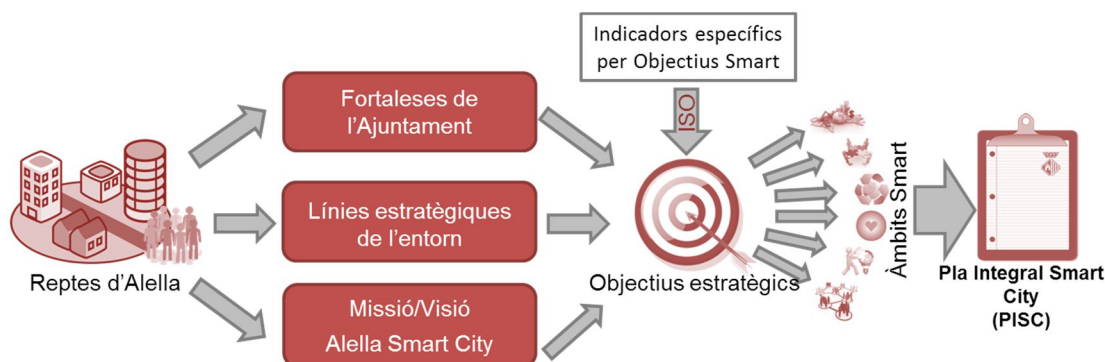 Indicadors específics
per Objectius Smart
ISO
Fortaleses de
l'Ajuntament
Línies estratègiques
de l'entorn
Missió/Visió
Alella Smart City
Reptes d'Alella
Objectius estratègics
Àmbits Smart
Pla Integral Smart
City
(PISC)